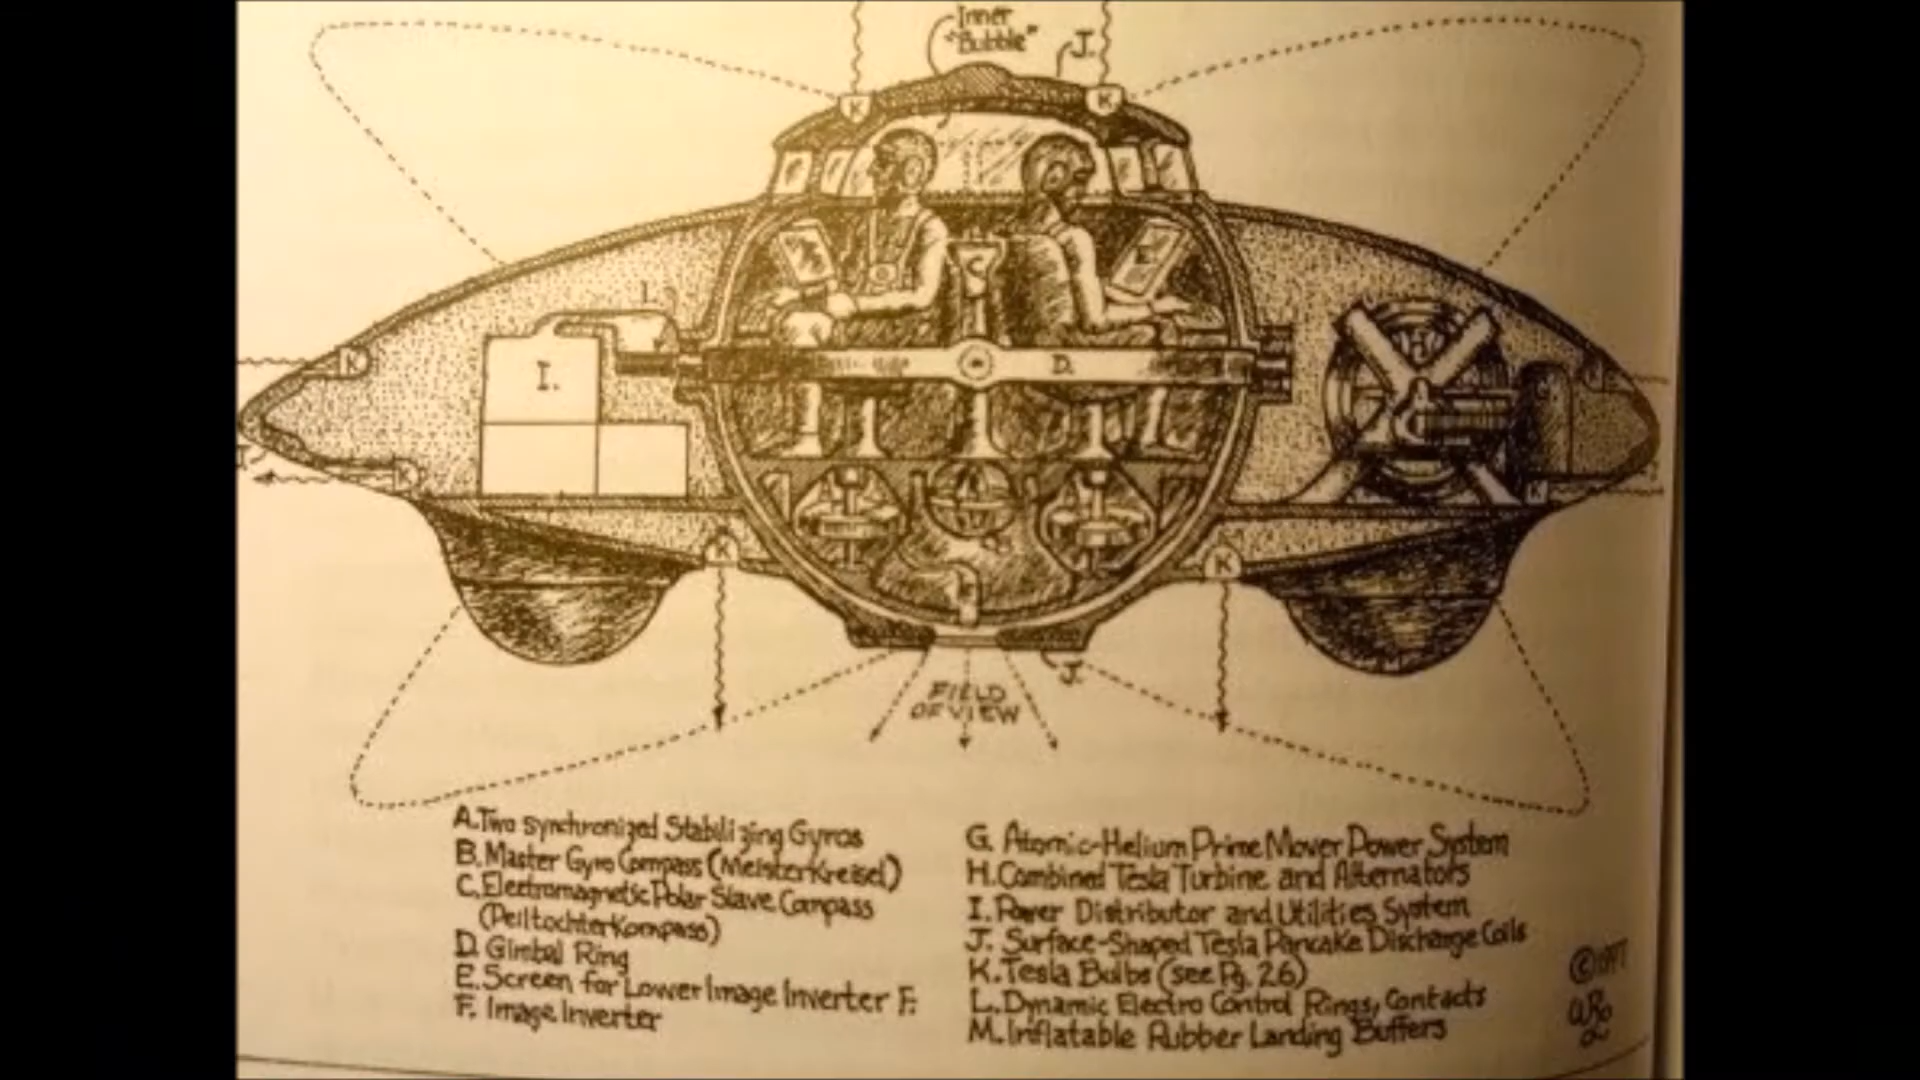 Inner
"Bubble"
J.
K
K
C
E
L
K
I.
D.
H
G
K
K
K
F
J.
FIELD
OF VIEW
A. Two Synchronized Stabilizing Gyros
B. Master Gyro Compass (Meisterkreisel)
C. Electromagnetic Polar Slave Compass
(Peiltochterkompass)
D. Gimbal Ring
E. Screen for Lower Image Inverter F.
F. Image Inverter
G. Atomic-Helium Prime Mover Power System
H. Combined Tesla Turbine and Alternators
I. Power Distributor and Utilities System
J. Surface-Shaped Tesla Pancake Discharge Coils
K. Tesla Bulbs (see Pg. 26)
L. Dynamic Electro Control Rings, Contacts
M. Inflatable Rubber Landing Buffers
©1997